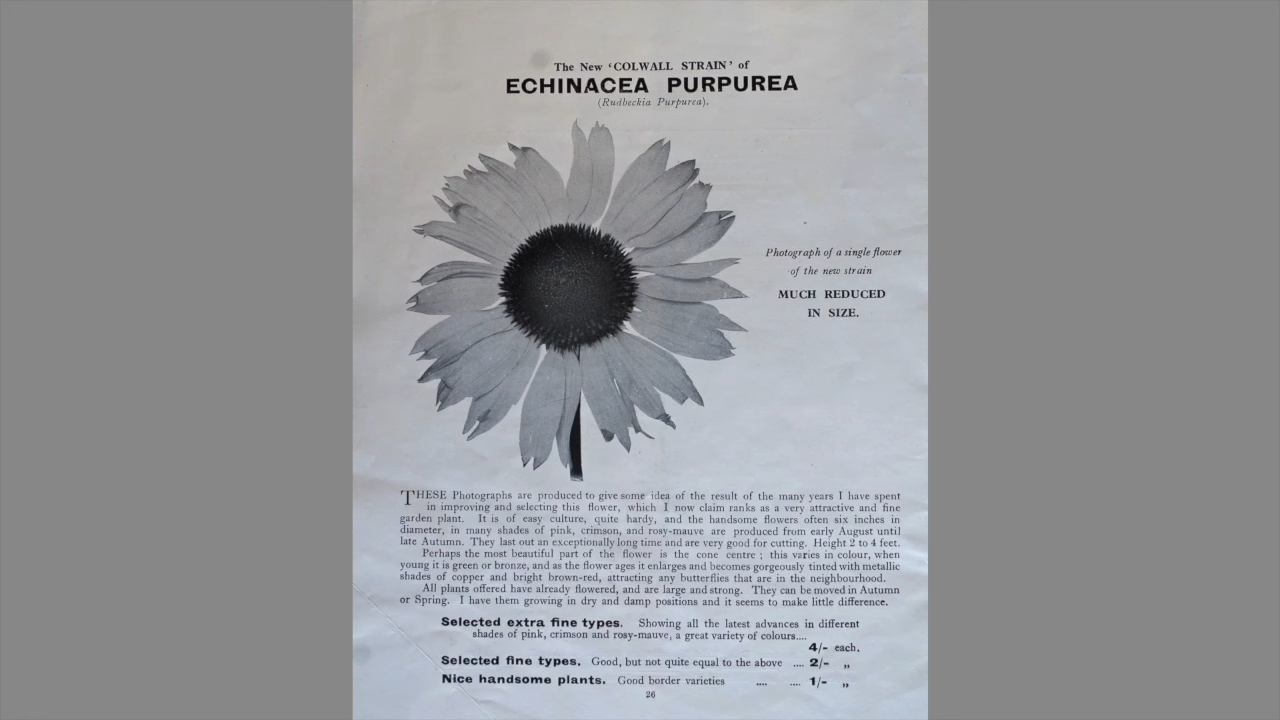 The New ‘COLWALL STRAIN’ of
ECHINACEA PURPUREA
(Rudbeckia Purpurea).
Photograph of a single flower
of the new strain
MUCH REDUCED
IN SIZE.
THESE Photographs are produced to give some idea of the result of the many years I have spent
in improving and selecting this flower, which I now claim ranks as a very attractive and fine
garden plant. It is of easy culture, quite hardy, and the handsome flowers often six inches in
diameter, in many shades of pink, crimson, and rosy-mauve are produced from early August until
late Autumn. They last out an exceptionally long time and are very good for cutting. Height 2 to 4 feet.
Perhaps the most beautiful part of the flower is the cone centre ; this varies in colour, when
young it is green or bronze, and as the flower ages it enlarges and becomes gorgeously tinted with metallic
shades of copper and bright brown-red, attracting any butterflies that are in the neighbourhood.
All plants offered have already flowered, and are large and strong. They can be moved in Autumn
or Spring. I have them growing in dry and damp positions and it seems to make little difference.
Selected extra fine types. Showing all the latest advances in different
shades of pink, crimson and rosy-mauve, a great variety of colours....
4/- each.
Selected fine types. Good, but not quite equal to the above .... 2/- „
Nice handsome plants. Good border varieties .... .... 1/- „
26